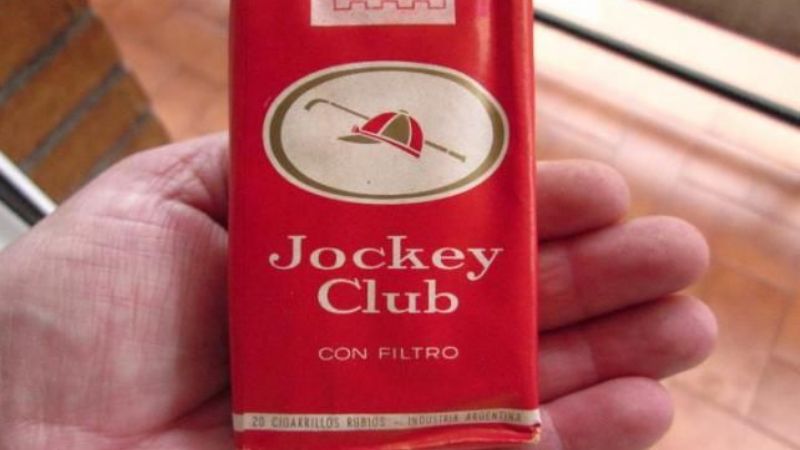 Jockey
Club
CON FILTRO
20 CIGARRILLOS RUBIOS — INDUSTRIA ARGENTINA